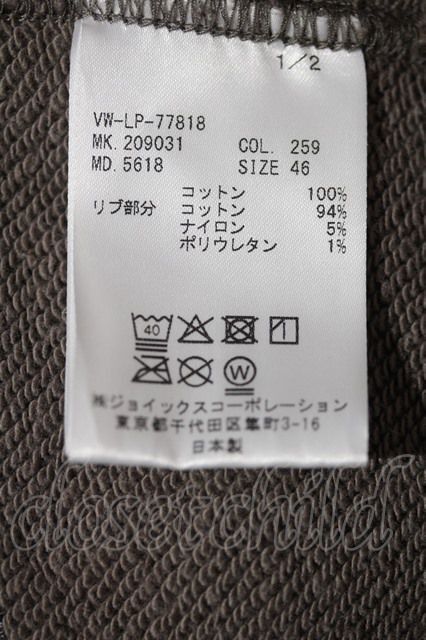 1/2
VW-LP-77818
MK. 209031 COL. 259
MD. 5618 SIZE 46
コットン 100%
リブ部分 コットン 94%
ナイロン 5%
ポリウレタン 1%
40
W
㈱ジョイックスコーポレーション
東京都千代田区隼町3-16
日本製
closet child